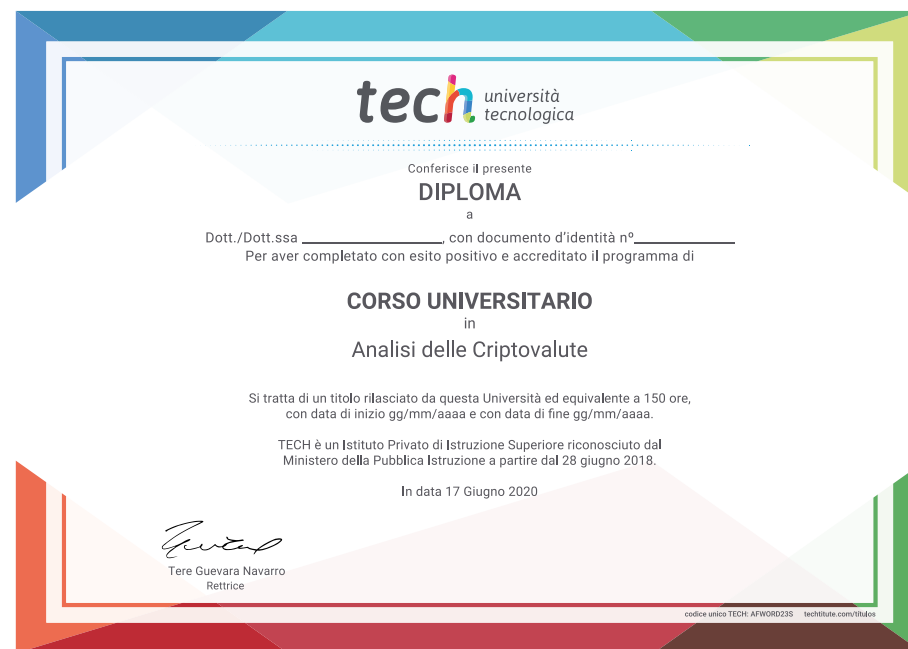 tech università
tecnologica
Conferisce il presente
DIPLOMA
a
Dott./Dott.ssa ____________________, con documento d'identità nº______________
Per aver completato con esito positivo e accreditato il programma di
CORSO UNIVERSITARIO
in
Analisi delle Criptovalute
Si tratta di un titolo rilasciato da questa Università ed equivalente a 150 ore,
con data di inizio gg/mm/aaaa e con data di fine gg/mm/aaaa.
TECH è un Istituto Privato di Istruzione Superiore riconosciuto dal
Ministero della Pubblica Istruzione a partire dal 28 giugno 2018.
In data 17 Giugno 2020
Tere Guevara Navarro
Rettrice
codice unico TECH: AFWORD23S techtitute.com/títulos